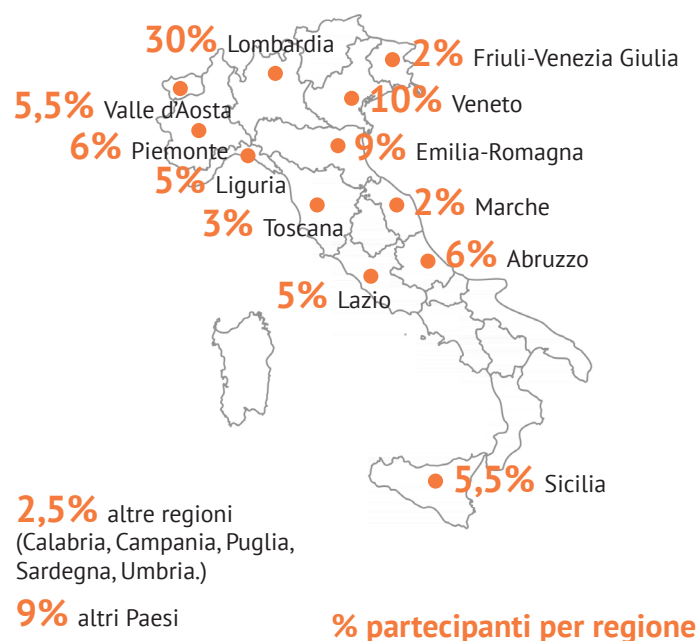 30% Lombardia
2% Friuli-Venezia Giulia
5,5% Valle d'Aosta
10% Veneto
6% Piemonte
9% Emilia-Romagna
5% Liguria
3% Toscana
2% Marche
6% Abruzzo
5% Lazio
5,5% Sicilia
2,5% altre regioni
(Calabria, Campania, Puglia,
Sardegna, Umbria.)
9% altri Paesi
% partecipanti per regione